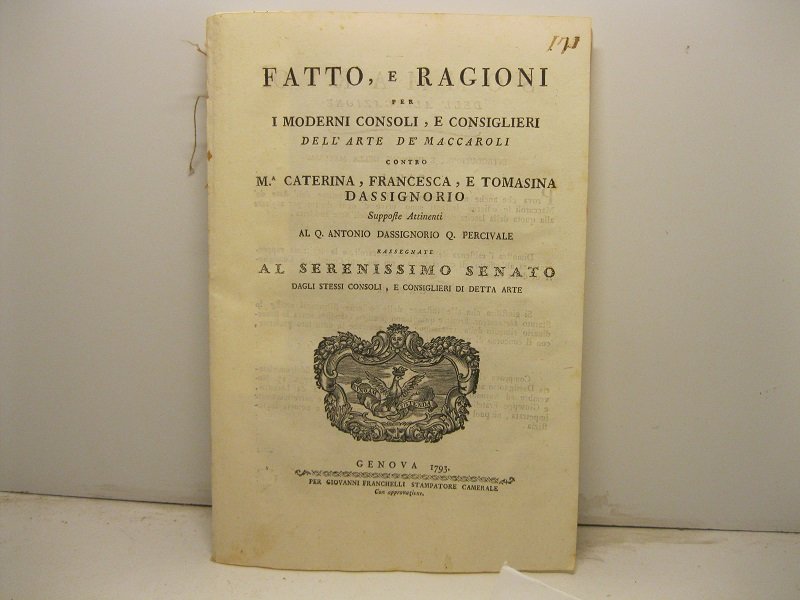 FATTO, E RAGIONI
PER
I MODERNI CONSOLI, E CONSIGLIERI
DELL'ARTE DE' MACCAROLI
CONTRO
M.ᴬ CATERINA, FRANCESCA, E TOMASINA
DASSIGNORIO
Suppoſte Attinenti
AL Q. ANTONIO DASSIGNORIO Q. PERCIVALE
RASSEGNATE
AL SERENISSIMO SENATO
DAGLI STESSI CONSOLI, E CONSIGLIERI DI DETTA ARTE
GENOVA 1793.
PER GIOVANNI FRANCHELLI STAMPATORE CAMERALE
Con approvazione.